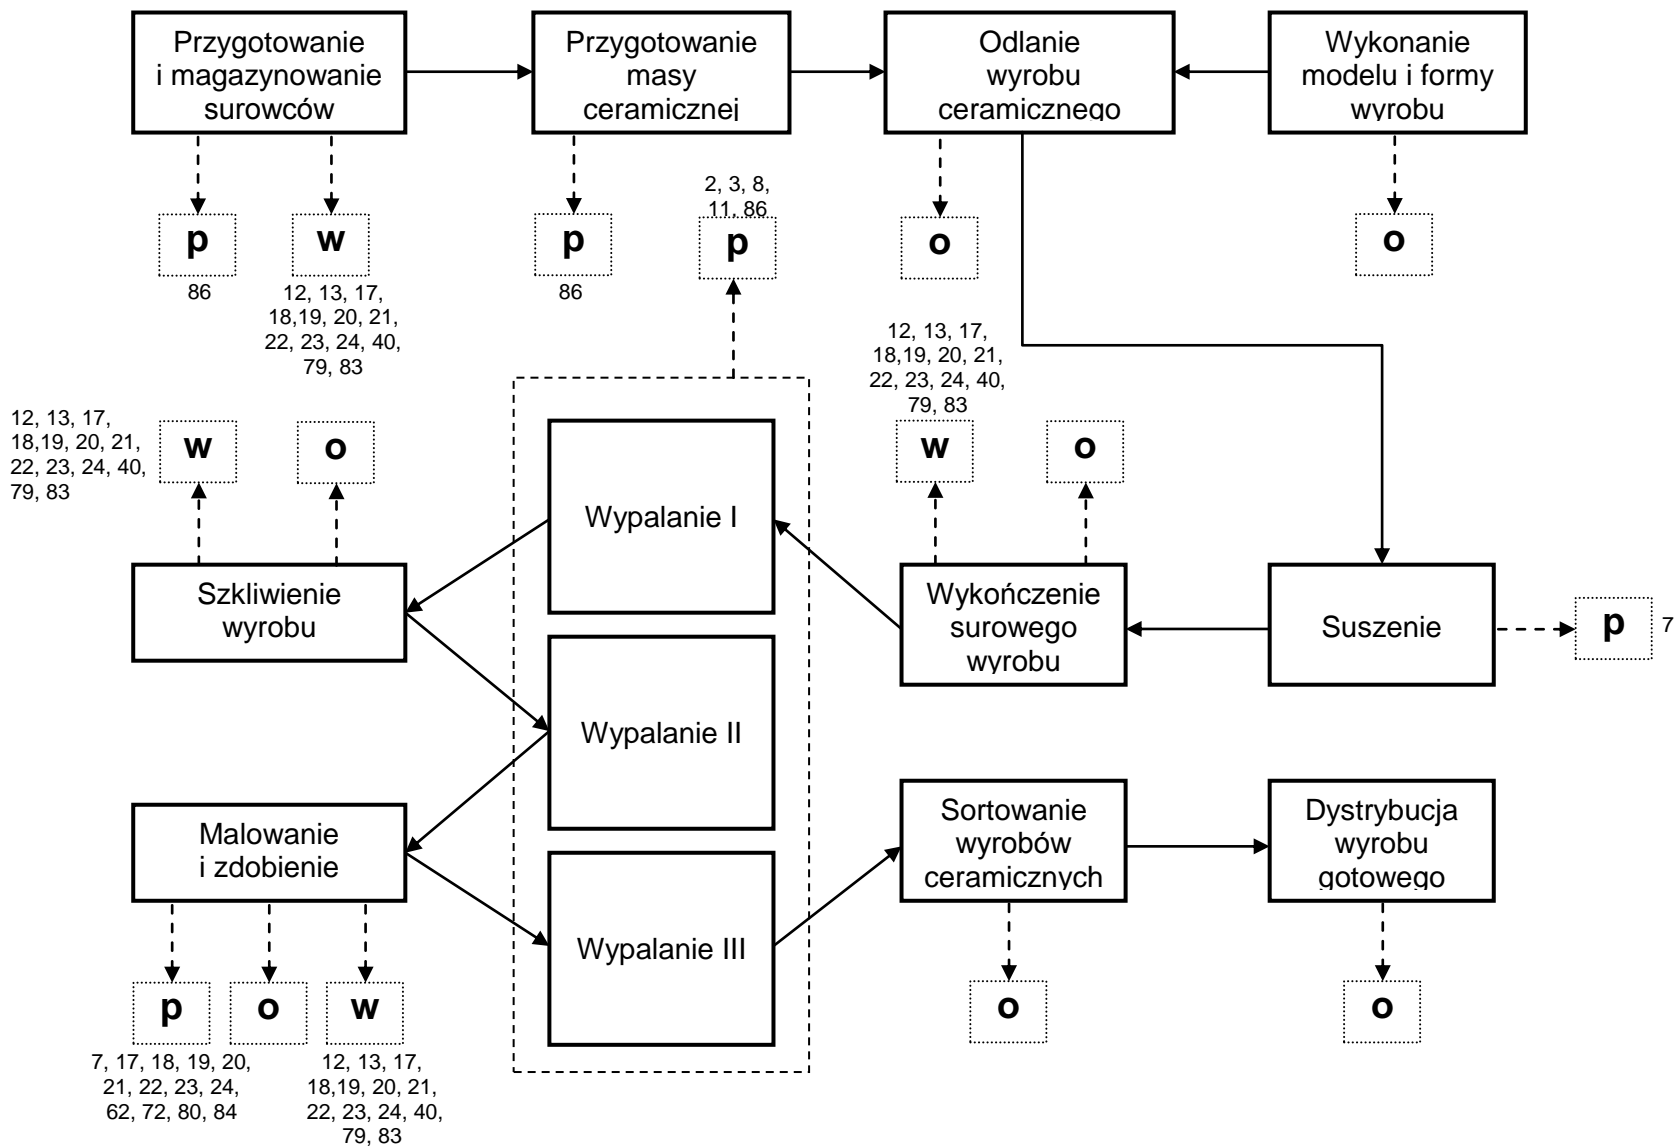 Przygotowanie
i magazynowanie
surowców
Przygotowanie
masy
ceramicznej
Odlanie
wyrobu
ceramicznego
Wykonanie
modelu i formy
wyrobu
p
86
w
12, 13, 17,
18,19, 20, 21,
22, 23, 24, 40,
79, 83
p
86
2, 3, 8,
11, 86
p
o
o
12, 13, 17,
18,19, 20, 21,
22, 23, 24, 40,
79, 83
w
o
Szkliwienie
wyrobu
Wypalanie I
12, 13, 17,
18,19, 20, 21,
22, 23, 24, 40,
79, 83
w
o
Wykończenie
surowego
wyrobu
Suszenie
p
7
Wypalanie II
Malowanie
i zdobienie
Wypalanie III
Sortowanie
wyrobów
ceramicznych
Dystrybucja
wyrobu
gotowego
p
7, 17, 18, 19, 20,
21, 22, 23, 24,
62, 72, 80, 84
o
w
12, 13, 17,
18,19, 20, 21,
22, 23, 24, 40,
79, 83
o
o